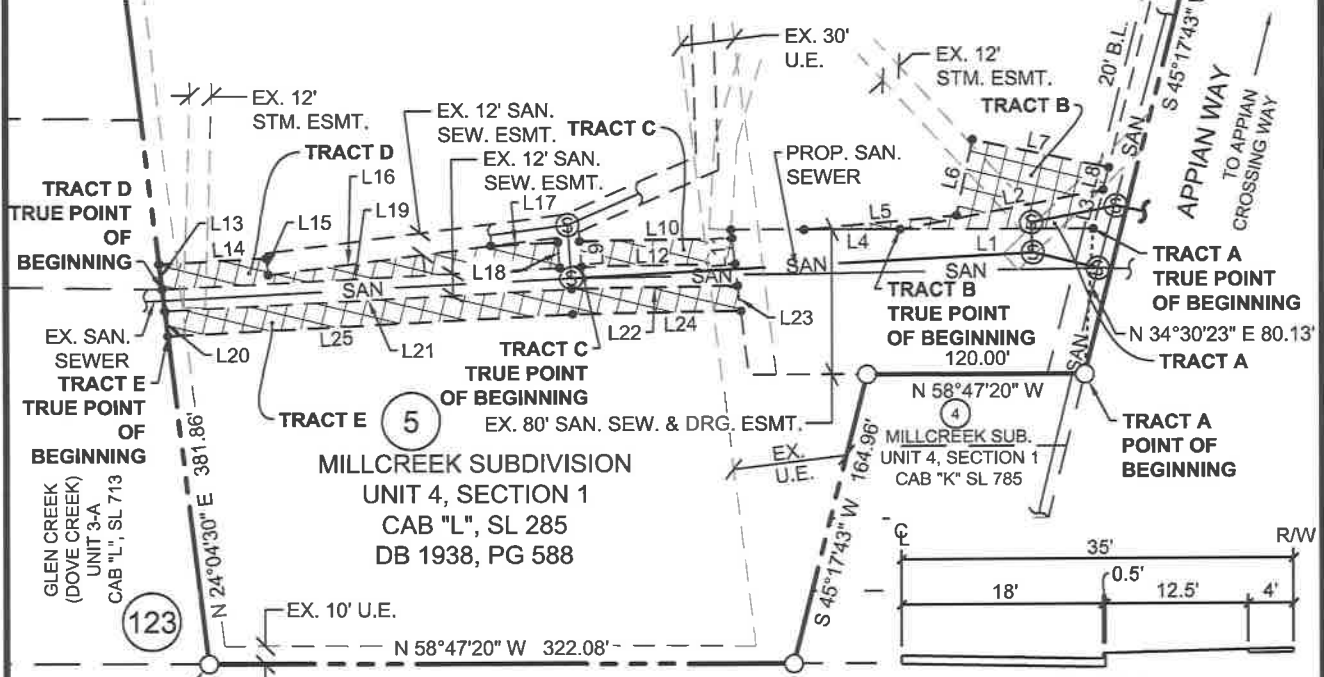 EX. 12'
STM. ESMT.
TRACT D
TRACT D
TRUE POINT
OF
BEGINNING
L13
L14
L15
L16
L19
EX. 12' SAN.
SEW. ESMT.
EX. 12' SAN.
SEW. ESMT.
TRACT C
L17
L18
L9
L10
L12
EX. 30'
U.E.
PROP. SAN.
SEWER
EX. 12'
STM. ESMT.
TRACT B
L7
L6
L2
L8
L3
L5
L4
L1
20' B.L.
SAN
S 45°17'43" W
APPIAN WAY
TO APPIAN
CROSSING WAY
SAN
SAN
SAN
SAN
SAN
(S)
(S)
(S)
(S)
(S)
(S)
TRACT A
TRUE POINT
OF BEGINNING
N 34°30'23" E 80.13'
TRACT A
TRACT A
POINT OF
BEGINNING
TRACT B
TRUE POINT
OF BEGINNING
120.00'
N 58°47'20" W
4
MILLCREEK SUB.
UNIT 4, SECTION 1
CAB "K" SL 785
EX. SAN.
SEWER
TRACT E
TRUE POINT
OF
BEGINNING
L20
L25
L21
L22
L24
L23
TRACT E
TRACT C
TRUE POINT
OF BEGINNING
EX. 80' SAN. SEW. & DRG. ESMT.
EX.
U.E.
5
MILLCREEK SUBDIVISION
UNIT 4, SECTION 1
CAB "L", SL 285
DB 1938, PG 588
GLEN CREEK
(DOVE CREEK)
UNIT 3-A
CAB "L", SL 713
123
N 24°04'30" E 381.86'
EX. 10' U.E.
N 58°47'20" W 322.08'
S 45°17'43" W 164.96'
℄
R/W
35'
0.5'
18'
12.5'
4'